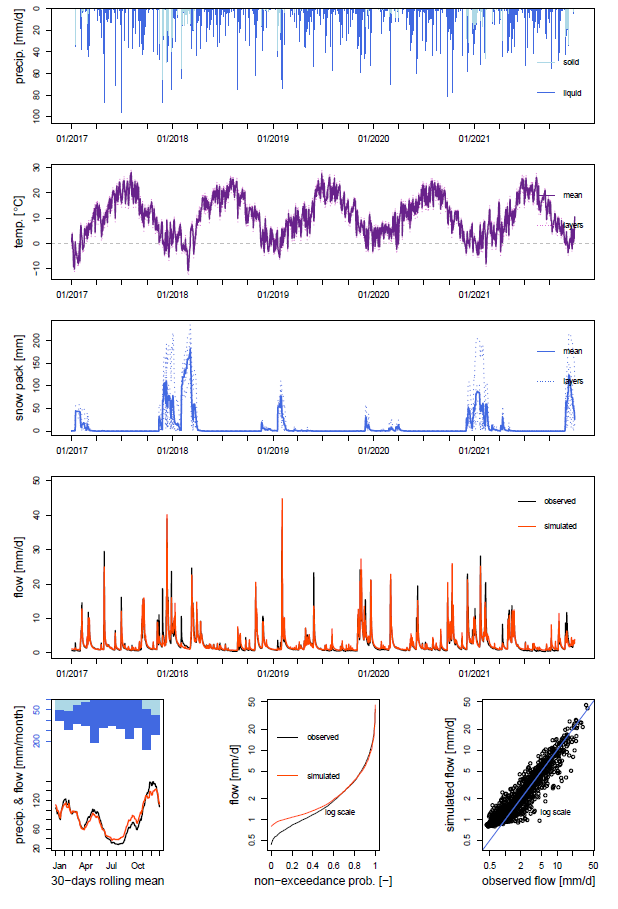 precip. [mm/d]
0
20
40
60
80
100
solid
liquid
01/2017 01/2018 01/2019 01/2020 01/2021
temp. [°C]
30
20
10
0
−10
mean
layers
01/2017 01/2018 01/2019 01/2020 01/2021
snow pack [mm]
200
150
100
50
0
mean
layers
01/2017 01/2018 01/2019 01/2020 01/2021
flow [mm/d]
50
40
30
20
10
0
observed
simulated
01/2017 01/2018 01/2019 01/2020 01/2021
precip. & flow [mm/month]
50
200
120
60
20
Jan Apr Jul Oct
30−days rolling mean
flow [mm/d]
50
20
10
5
2
1
0.5
observed
simulated
log scale
0 0.2 0.4 0.6 0.8 1
non−exceedance prob. [−]
simulated flow [mm/d]
50
20
10
5
2
1
0.5
log scale
0.5 2 5 10 50
observed flow [mm/d]